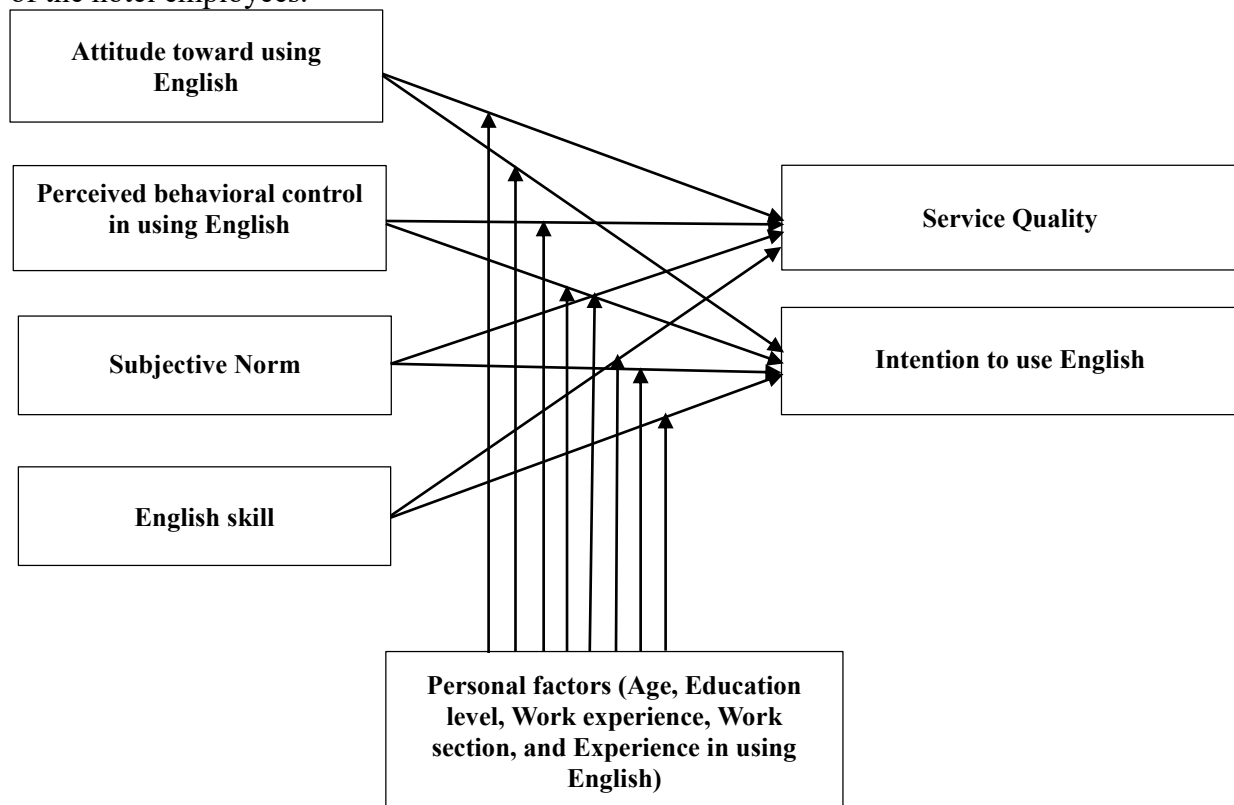 of the hotel employees.
Attitude toward using
English
Perceived behavioral control
in using English
Service Quality
Subjective Norm
Intention to use English
English skill
Personal factors (Age, Education
level, Work experience, Work
section, and Experience in using
English)